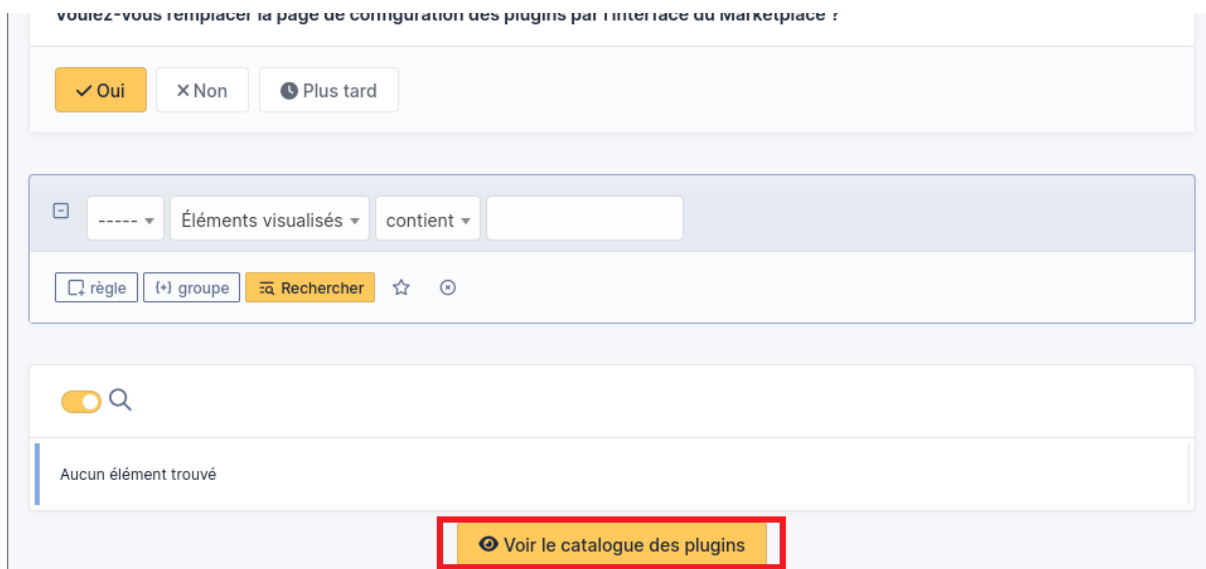 Voulez-vous remplacer la page de configuration des plugins par l'interface du Marketplace ?
Oui Non Plus tard
----- Éléments visualisés contient
règle {+} groupe Rechercher
Aucun élément trouvé
Voir le catalogue des plugins